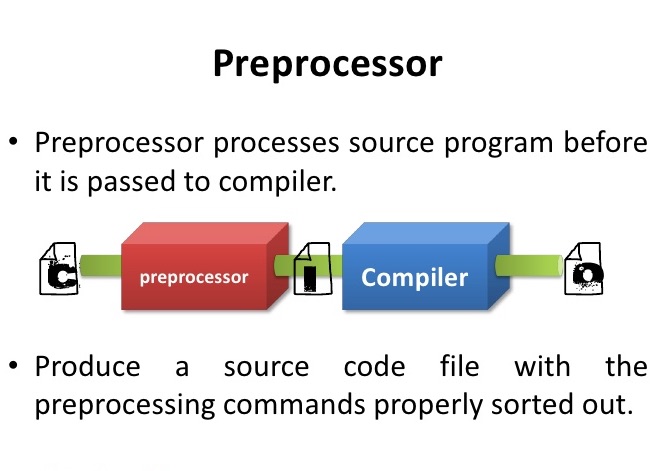 Preprocessor
• Preprocessor processes source program before
it is passed to compiler.
C preprocessor I Compiler O
• Produce a source code file with the
preprocessing commands properly sorted out.